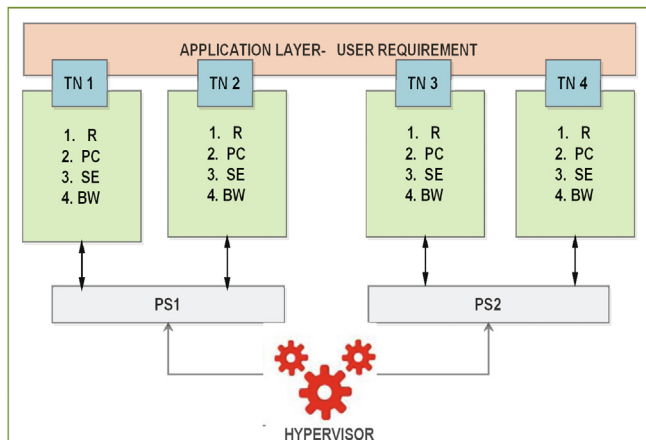 APPLICATION LAYER- USER REQUIREMENT
TN 1
TN 2
TN 3
TN 4
1. R
2. PC
3. SE
4. BW
1. R
2. PC
3. SE
4. BW
1. R
2. PC
3. SE
4. BW
1. R
2. PC
3. SE
4. BW
PS1
PS2
HYPERVISOR